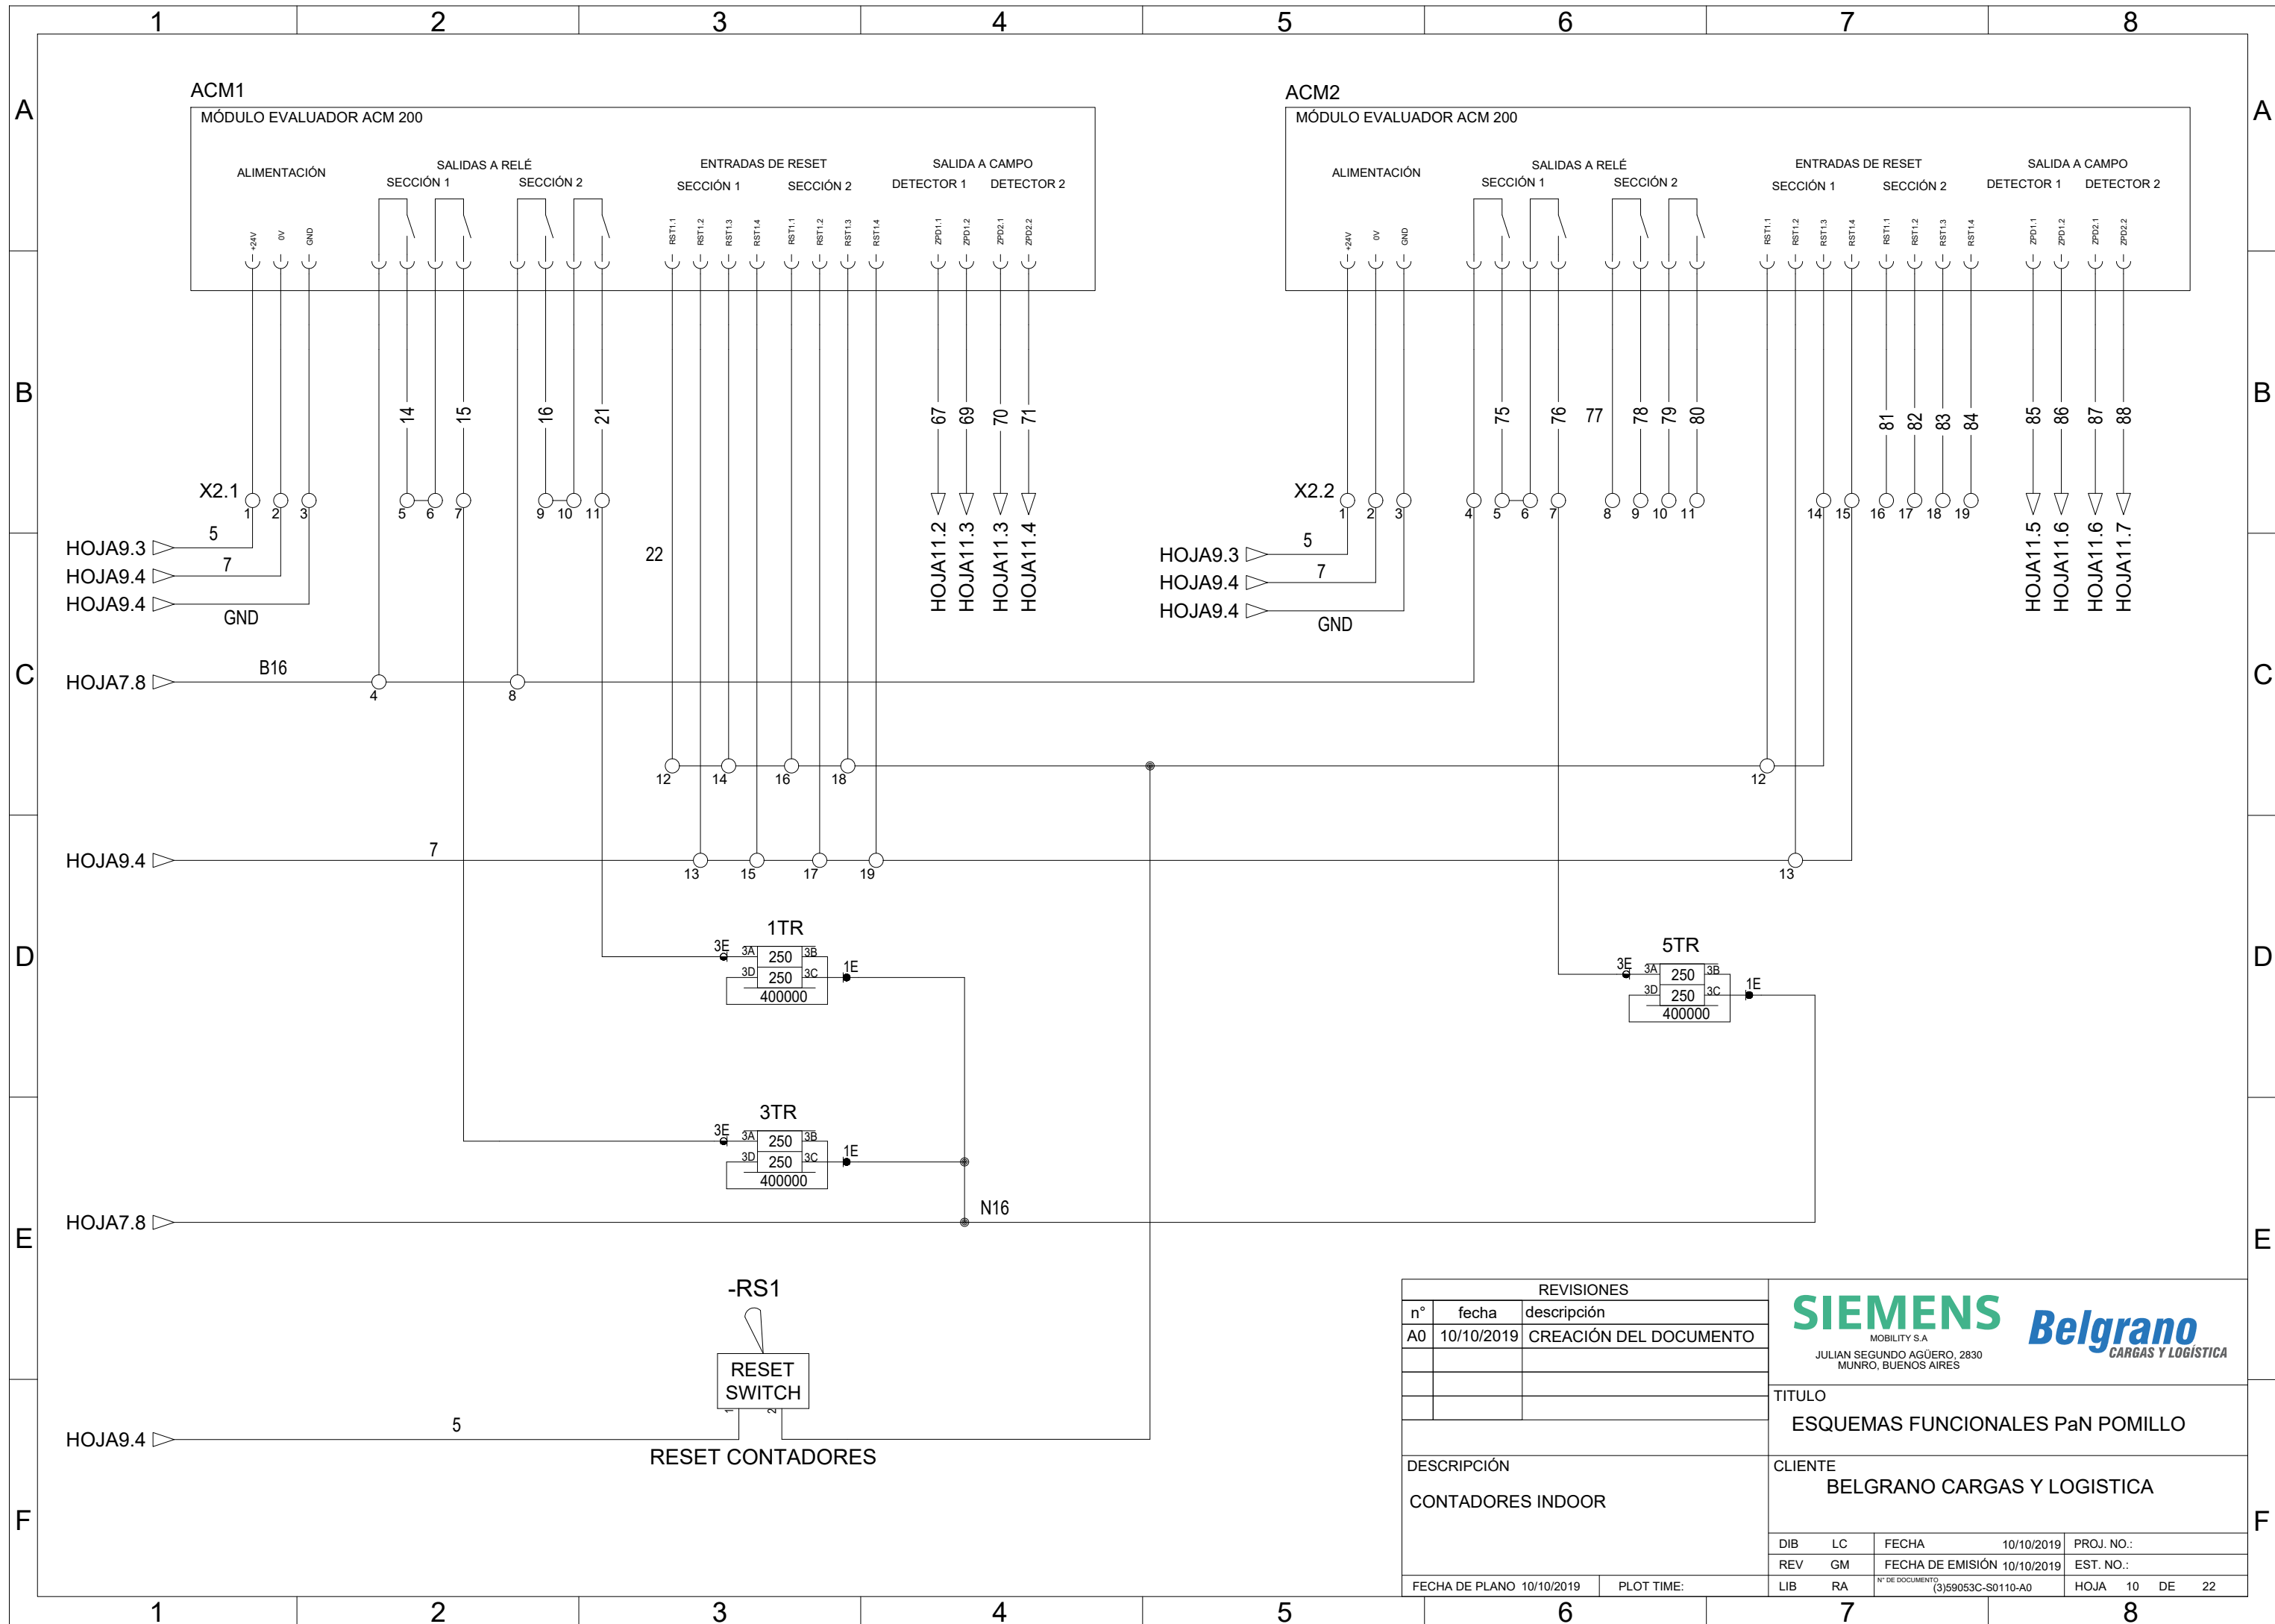 1 2 3 4 5 6 7 8
A A
B B
C C
D D
E E
F F
ACM1
MÓDULO EVALUADOR ACM 200
ALIMENTACIÓN
SALIDAS A RELÉ
SECCIÓN 1 SECCIÓN 2
ENTRADAS DE RESET
SECCIÓN 1 SECCIÓN 2
SALIDA A CAMPO
DETECTOR 1 DETECTOR 2
+24V 0V GND
RST1.1 RST1.2 RST1.3 RST1.4 RST1.1 RST1.2 RST1.3 RST1.4
ZPD1.1 ZPD1.2 ZPD2.1 ZPD2.2
14 15 16 21 67 69 70 71
X2.1
1 2 3 5 6 7 9 10 11
HOJA11.2 HOJA11.3 HOJA11.3 HOJA11.4
22
HOJA9.3 5
HOJA9.4 7
HOJA9.4
GND
ACM2
MÓDULO EVALUADOR ACM 200
ALIMENTACIÓN
SALIDAS A RELÉ
SECCIÓN 1 SECCIÓN 2
ENTRADAS DE RESET
SECCIÓN 1 SECCIÓN 2
SALIDA A CAMPO
DETECTOR 1 DETECTOR 2
+24V 0V GND
RST1.1 RST1.2 RST1.3 RST1.4 RST1.1 RST1.2 RST1.3 RST1.4
ZPD1.1 ZPD1.2 ZPD2.1 ZPD2.2
75 76 77 78 79 80 81 82 83 84 85 86 87 88
X2.2
1 2 3 4 5 6 7 8 9 10 11 14 15 16 17 18 19
HOJA11.5 HOJA11.6 HOJA11.6 HOJA11.7
HOJA9.3 5
HOJA9.4 7
HOJA9.4
GND
HOJA7.8 B16
4 8
12 14 16 18 12
HOJA9.4 7
13 15 17 19 13
1TR
3E 3A 250 3B
3D 250 3C 1E
400000
5TR
3E 3A 250 3B
3D 250 3C 1E
400000
3TR
3E 3A 250 3B
3D 250 3C 1E
400000
HOJA7.8 N16
-RS1
RESET
SWITCH
1 2
HOJA9.4 5
RESET CONTADORES
REVISIONES
n° fecha descripción
A0 10/10/2019 CREACIÓN DEL DOCUMENTO
SIEMENS
MOBILITY S.A
JULIAN SEGUNDO AGÜERO, 2830
MUNRO, BUENOS AIRES
Belgrano
CARGAS Y LOGÍSTICA
TITULO
ESQUEMAS FUNCIONALES PaN POMILLO
DESCRIPCIÓN
CONTADORES INDOOR
CLIENTE
BELGRANO CARGAS Y LOGISTICA
DIB LC FECHA 10/10/2019 PROJ. NO.:
REV GM FECHA DE EMISIÓN 10/10/2019 EST. NO.:
FECHA DE PLANO 10/10/2019 PLOT TIME:
LIB RA N° DE DOCUMENTO (3)59053C-S0110-A0 HOJA 10 DE 22
1 2 3 4 5 6 7 8